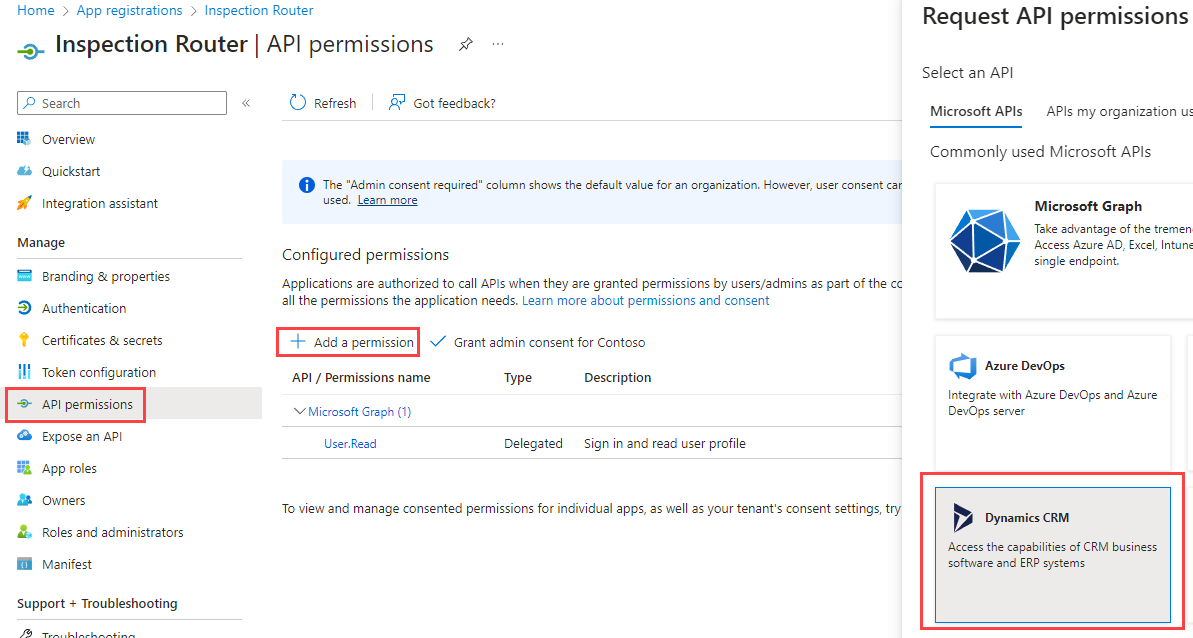 Home > App registrations > Inspection Router
Inspection Router | API permissions
Search
Overview
Quickstart
Integration assistant
Manage
Branding & properties
Authentication
Certificates & secrets
Token configuration
API permissions
Expose an API
App roles
Owners
Roles and administrators
Manifest
Support + Troubleshooting
Troubleshooting
Refresh
Got feedback?
The "Admin consent required" column shows the default value for an organization. However, user consent can
used. Learn more
Configured permissions
Applications are authorized to call APIs when they are granted permissions by users/admins as part of the co
all the permissions the application needs. Learn more about permissions and consent
Add a permission
Grant admin consent for Contoso
API / Permissions name Type Description
Microsoft Graph (1)
User.Read Delegated Sign in and read user profile
To view and manage consented permissions for individual apps, as well as your tenant's consent settings, try
Request API permissions
Select an API
Microsoft APIs APIs my organization us
Commonly used Microsoft APIs
Microsoft Graph
Take advantage of the tremen
Access Azure AD, Excel, Intune
single endpoint.
Azure DevOps
Integrate with Azure DevOps and Azure
DevOps server
Dynamics CRM
Access the capabilities of CRM business
software and ERP systems